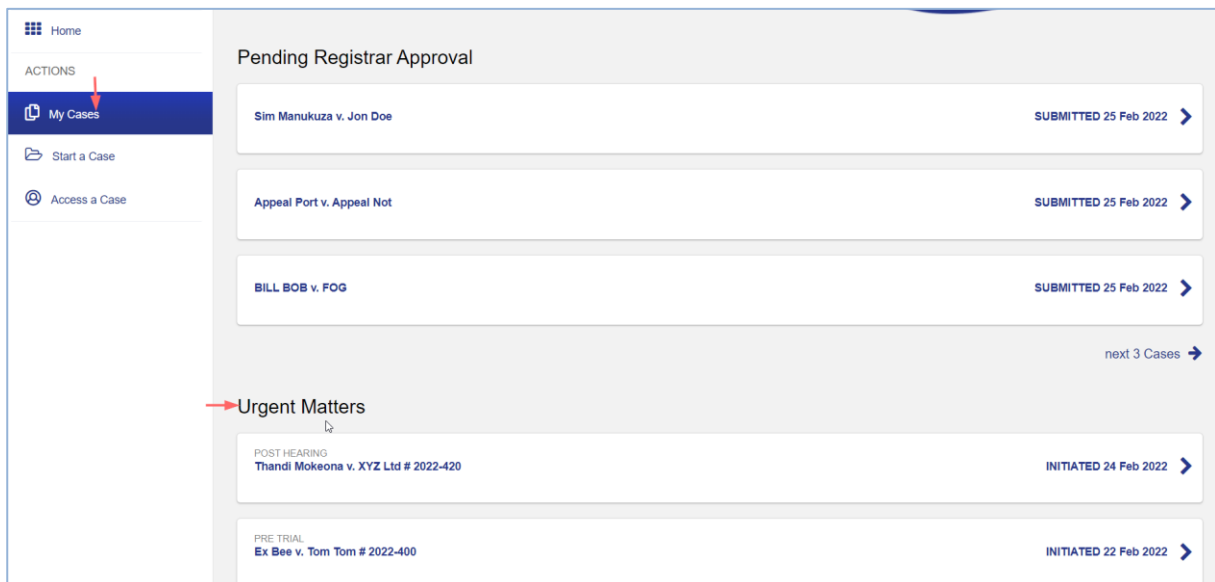 Home
ACTIONS
My Cases
Start a Case
Access a Case
Pending Registrar Approval
Sim Manukuza v. Jon Doe SUBMITTED 25 Feb 2022
Appeal Port v. Appeal Not SUBMITTED 25 Feb 2022
BILL BOB v. FOG SUBMITTED 25 Feb 2022
next 3 Cases
Urgent Matters
POST HEARING
Thandi Mokeona v. XYZ Ltd # 2022-420 INITIATED 24 Feb 2022
PRE TRIAL
Ex Bee v. Tom Tom # 2022-400 INITIATED 22 Feb 2022